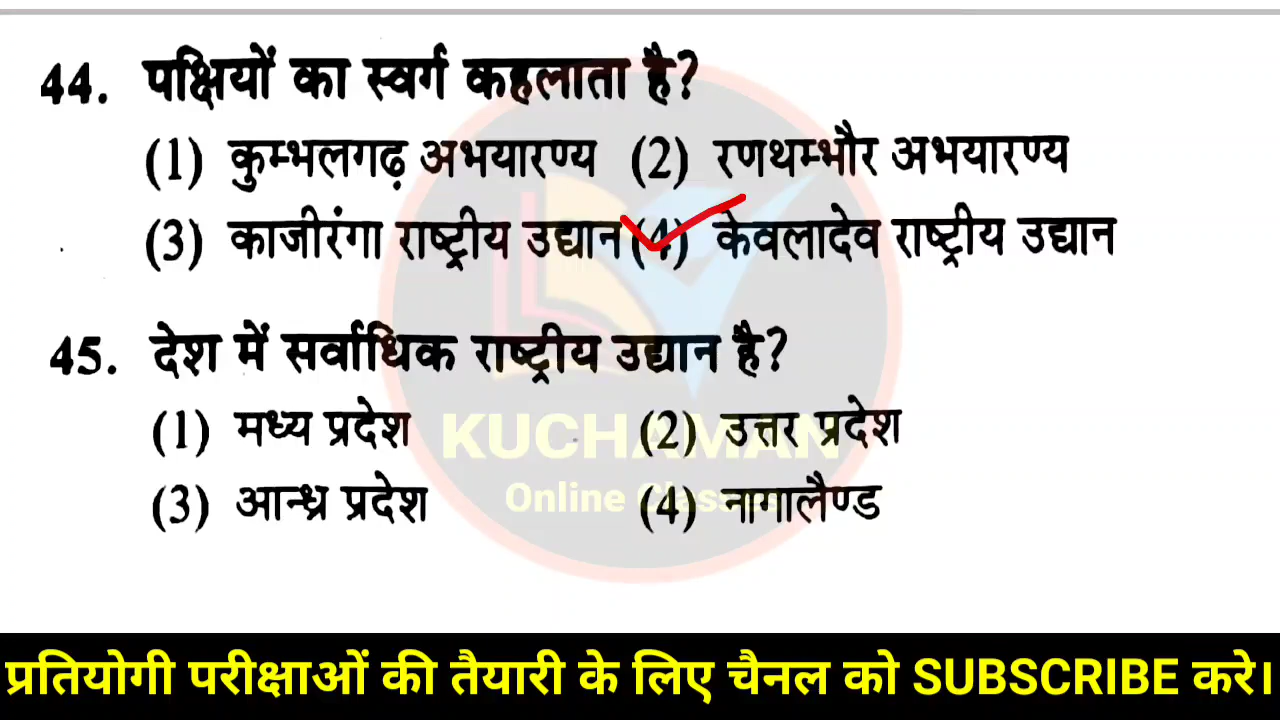 44. पक्षियों का स्वर्ग कहलाता है?
(1) कुम्भलगढ़ अभयारण्य (2) रणथम्भौर अभयारण्य
(3) काजीरंगा राष्ट्रीय उद्यान (4) केवलादेव राष्ट्रीय उद्यान
45. देश में सर्वाधिक राष्ट्रीय उद्यान है?
(1) मध्य प्रदेश (2) उत्तर प्रदेश
KUCHAMAN
(3) आन्ध्र प्रदेश (4) नागालैण्ड
Online Classes
प्रतियोगी परीक्षाओं की तैयारी के लिए चैनल को SUBSCRIBE करे।